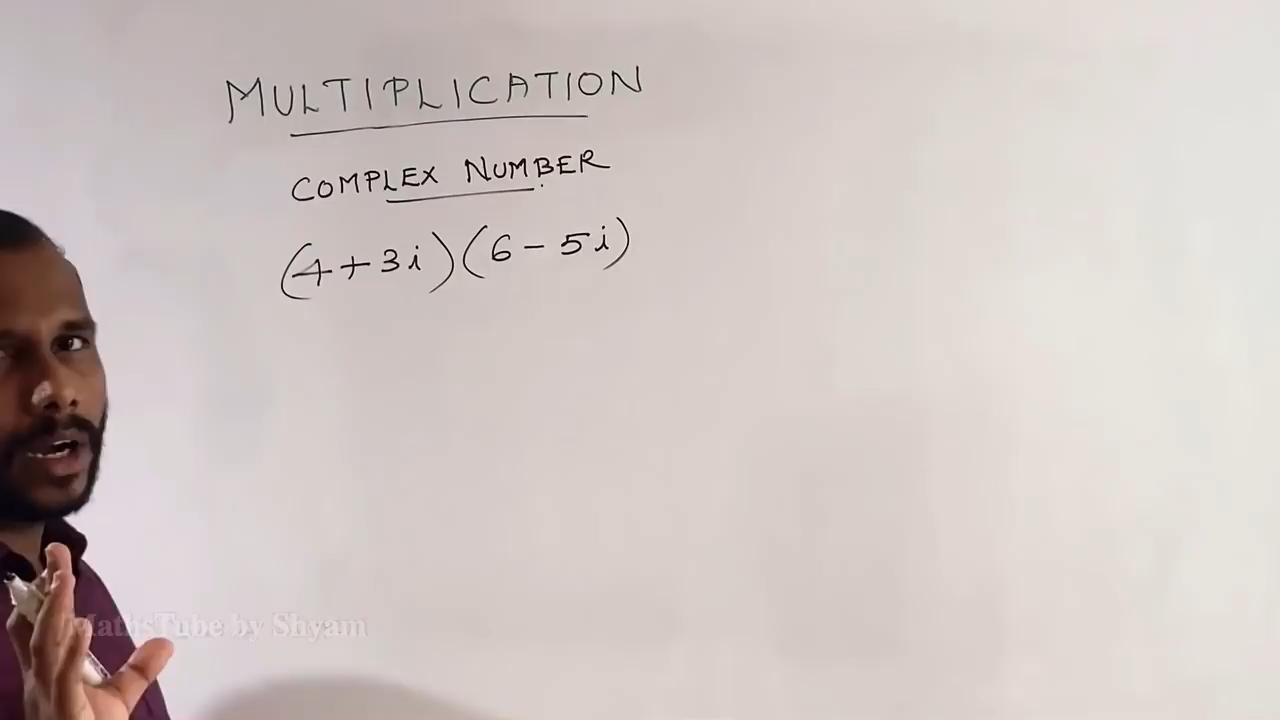 MULTIPLICATION
COMPLEX NUMBER
(4+3i)(6-5i)
MathsTube by Shyam